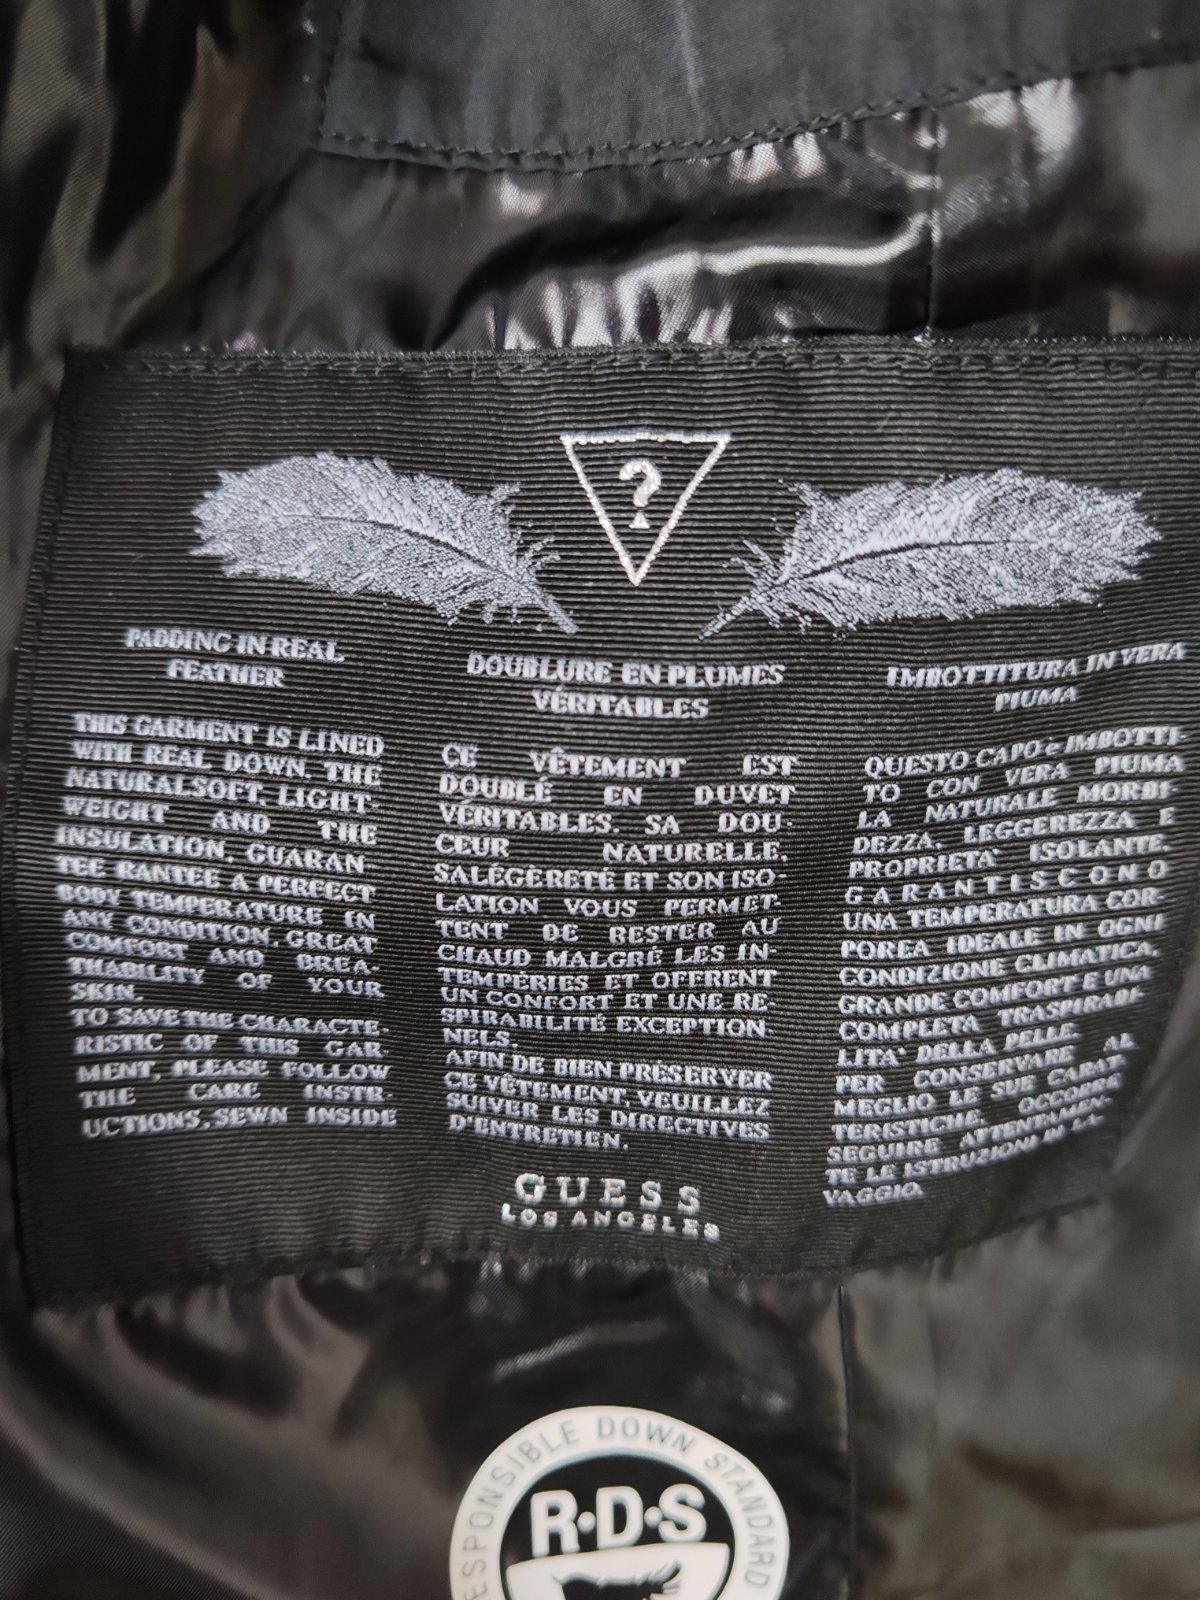 ?
PADDING IN REAL
FEATHER
THIS GARMENT IS LINED
WITH REAL DOWN. THE
NATURALSOFT, LIGHT-
WEIGHT AND THE
INSULATION, GUARAN
TEE RANTEE A PERFECT
BODY TEMPERATURE IN
ANY CONDITION, GREAT
COMFORT AND BREA-
THABILITY OF YOUR
SKIN.
TO SAVE THE CHARACTE-
RISTIC OF THIS GAR-
MENT, PLEASE FOLLOW
THE CARE INSTR-
UCTIONS, SEWN INSIDE
DOUBLURE EN PLUMES
VÉRITABLES
CE VÊTEMENT EST
DOUBLÉ EN DUVET
VÉRITABLES. SA DOU-
CEUR NATURELLE,
SALÉGÈRETÉ ET SON ISO-
LATION VOUS PERMET-
TENT DE RESTER AU
CHAUD MALGRÉ LES IN-
TEMPÉRIES ET OFFRENT
UN CONFORT ET UNE RE-
SPIRABILITÉ EXCEPTION-
NELS.
AFIN DE BIEN PRÉSERVER
CE VÊTEMENT, VEUILLEZ
SUIVER LES DIRECTIVES
D'ENTRETIEN.
IMBOTTITURA IN VERA
PIUMA
QUESTO CAPO e IMBOTTI-
TO CON VERA PIUMA
LA NATURALE MORBI-
DEZZA, LEGGEREZZA E
PROPRIETA' ISOLANTE,
GARANTISCONO
UNA TEMPERATURA COR-
POREA IDEALE IN OGNI
CONDIZIONE CLIMATICA,
GRANDE COMFORT E UNA
COMPLETA TRASPIRABI-
LITA' DELLA PELLE
PER CONSERVARE AL
MEGLIO LE SUE CARAT
TERISTICHE, OCCORE
SEGUIRE ATTENTAMEN-
TE LE ISTRUZIONI DI LA
VAGGIO.
GUESS
LOS ANGELES
RESPONSIBLE DOWN STANDARD
R·D·S